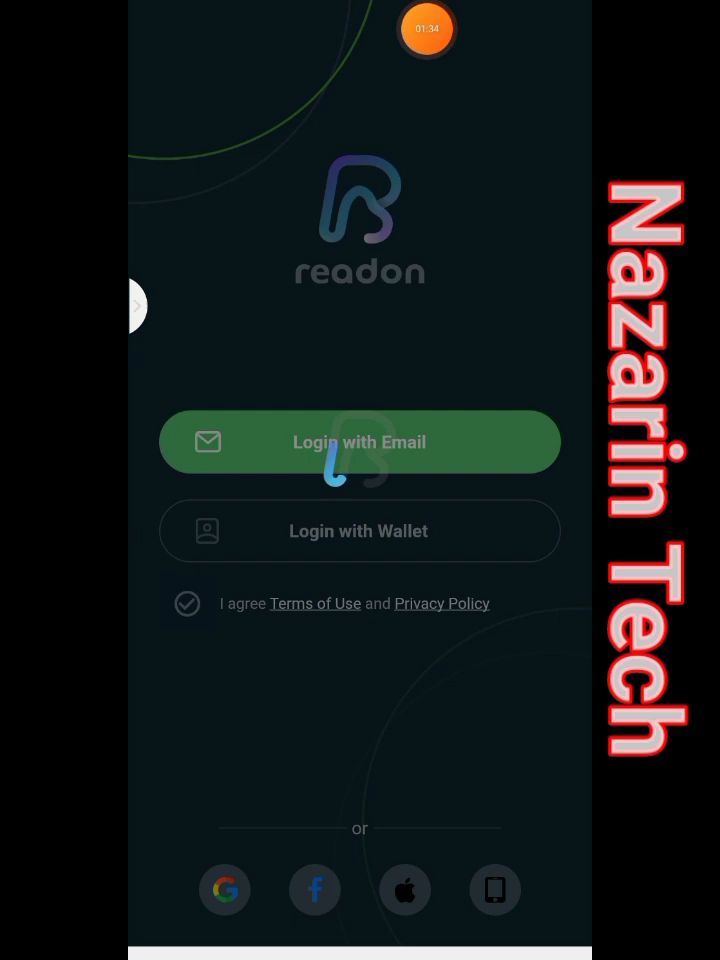 01:34
readon
Login with Email
Login with Wallet
I agree Terms of Use and Privacy Policy
or
Nazarin Tech